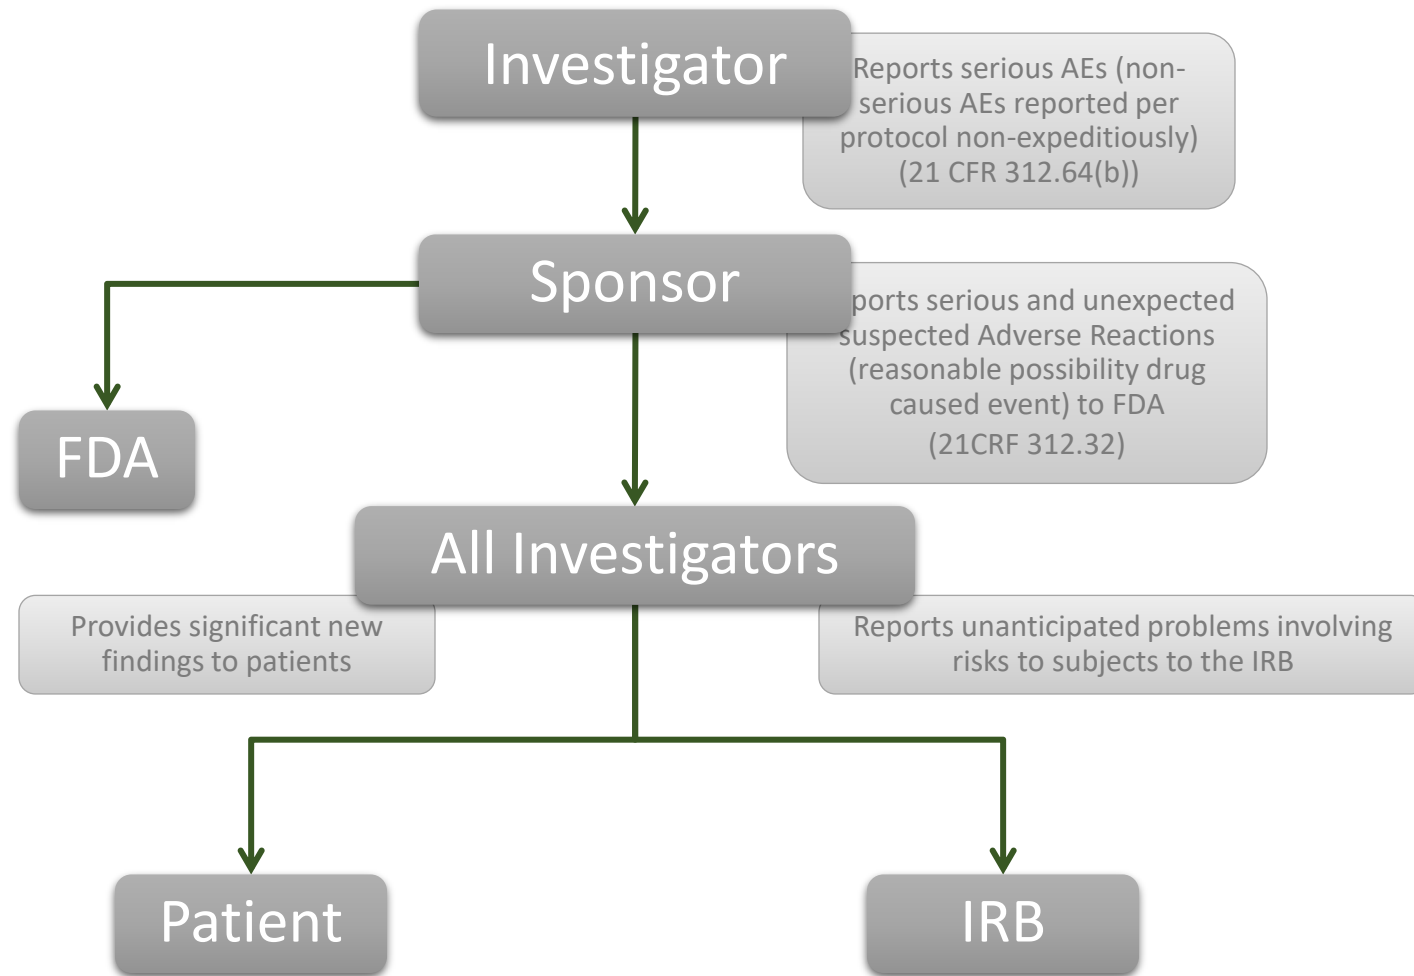 Investigator
Reports serious AEs (non-
serious AEs reported per
protocol non-expeditiously)
(21 CFR 312.64(b))
Sponsor
ports serious and unexpected
suspected Adverse Reactions
(reasonable possibility drug
caused event) to FDA
(21CRF 312.32)
FDA
All Investigators
Provides significant new
findings to patients
Reports unanticipated problems involving
risks to subjects to the IRB
Patient
IRB